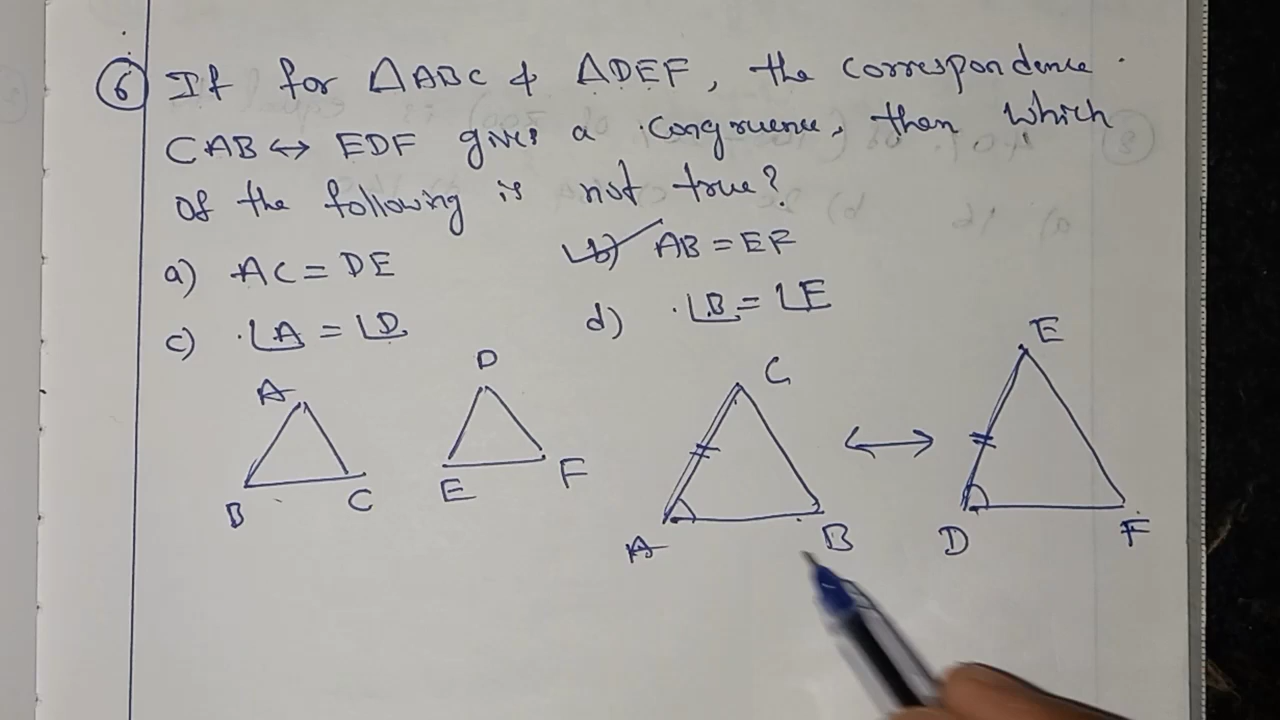 6 If for △ABC & △DEF, the correspondence
CAB ↔ EDF gives a congruence, then which
of the following is not true?
a) AC = DE b) AB = EF
c) ∠A = ∠D d) ∠B = ∠E
A B C D E F
C A B ↔ E D F